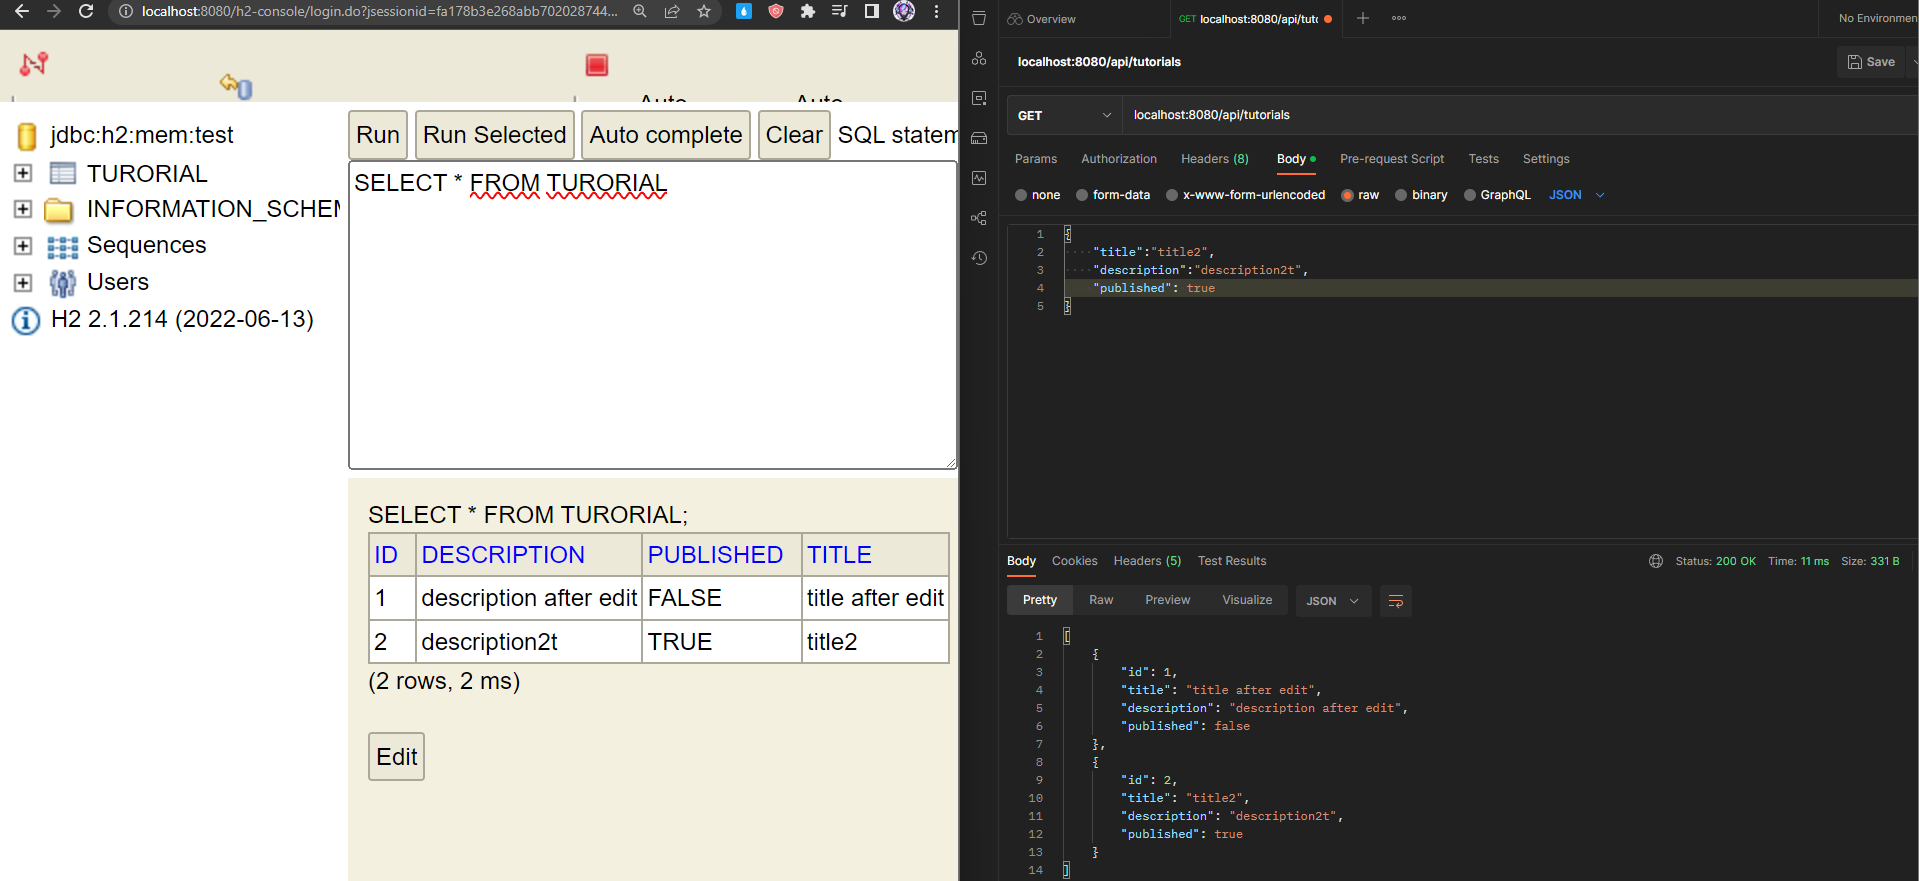 localhost:8080/h2-console/login.do?jsessionid=fa178b3e268abb702028744...
Auto
Auto
jdbc:h2:mem:test
TURORIAL
INFORMATION_SCHEM
Sequences
Users
H2 2.1.214 (2022-06-13)
Run
Run Selected
Auto complete
Clear
SQL statem
SELECT * FROM TURORIAL
SELECT * FROM TURORIAL;
ID DESCRIPTION PUBLISHED TITLE
1 description after edit FALSE title after edit
2 description2t TRUE title2
(2 rows, 2 ms)
Edit
Overview
GET localhost:8080/api/tuto
No Environmen
localhost:8080/api/tutorials
Save
GET
localhost:8080/api/tutorials
Params Authorization Headers (8) Body Pre-request Script Tests Settings
none form-data x-www-form-urlencoded raw binary GraphQL JSON
1 {
2 "title":"title2",
3 "description":"description2t",
4 "published": true
5 }
Body Cookies Headers (5) Test Results
Status: 200 OK Time: 11 ms Size: 331 B
Pretty Raw Preview Visualize JSON
1 [
2 {
3 "id": 1,
4 "title": "title after edit",
5 "description": "description after edit",
6 "published": false
7 },
8 {
9 "id": 2,
10 "title": "title2",
11 "description": "description2t",
12 "published": true
13 }
14 ]